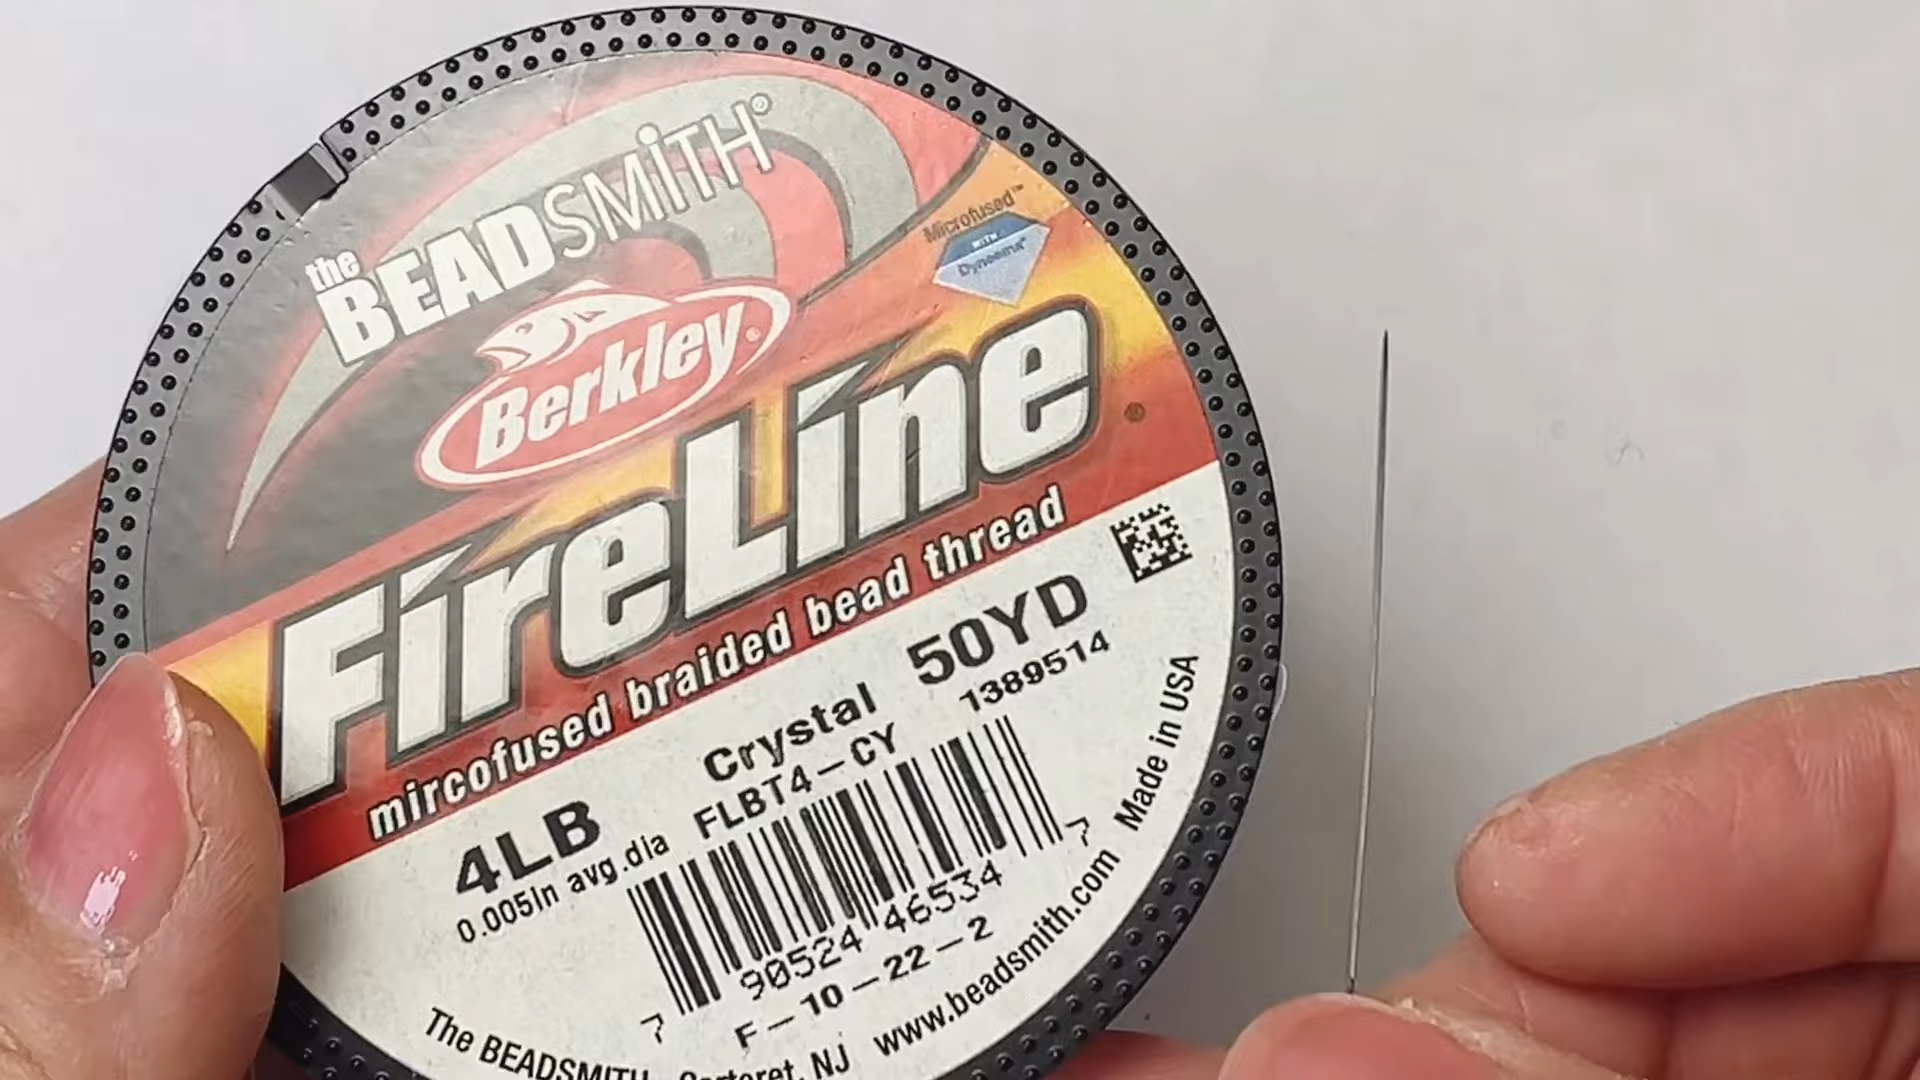 the
BEADSMiTH®
Berkley®
Microfused™
WITH
Dyneema®
FireLine®
mircofused braided bead thread
Crystal 50YD
FLBT4-CY 1389514
4LB
0.005In avg.dia
7 90524 46534 7
F-10-22-2
The BEADSMITH Carteret, NJ www.beadsmith.com Made in USA